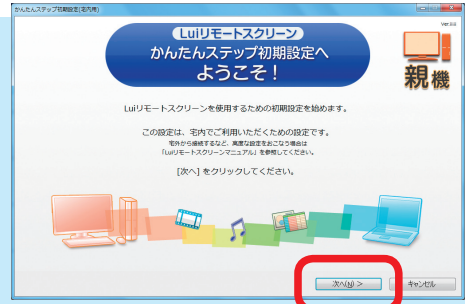 かんたんステップ初期設定(宅内用)
Ver.8.6
Luiリモートスクリーン
かんたんステップ初期設定へ
ようこそ！
親機
Luiリモートスクリーンを使用するための初期設定を始めます。
この設定は、宅内でご利用いただくための設定です。
宅外から接続するなど、高度な設定をおこなう場合は
「Luiリモートスクリーンマニュアル」を参照してください。
[次へ] をクリックしてください。
次へ(N) >
キャンセル